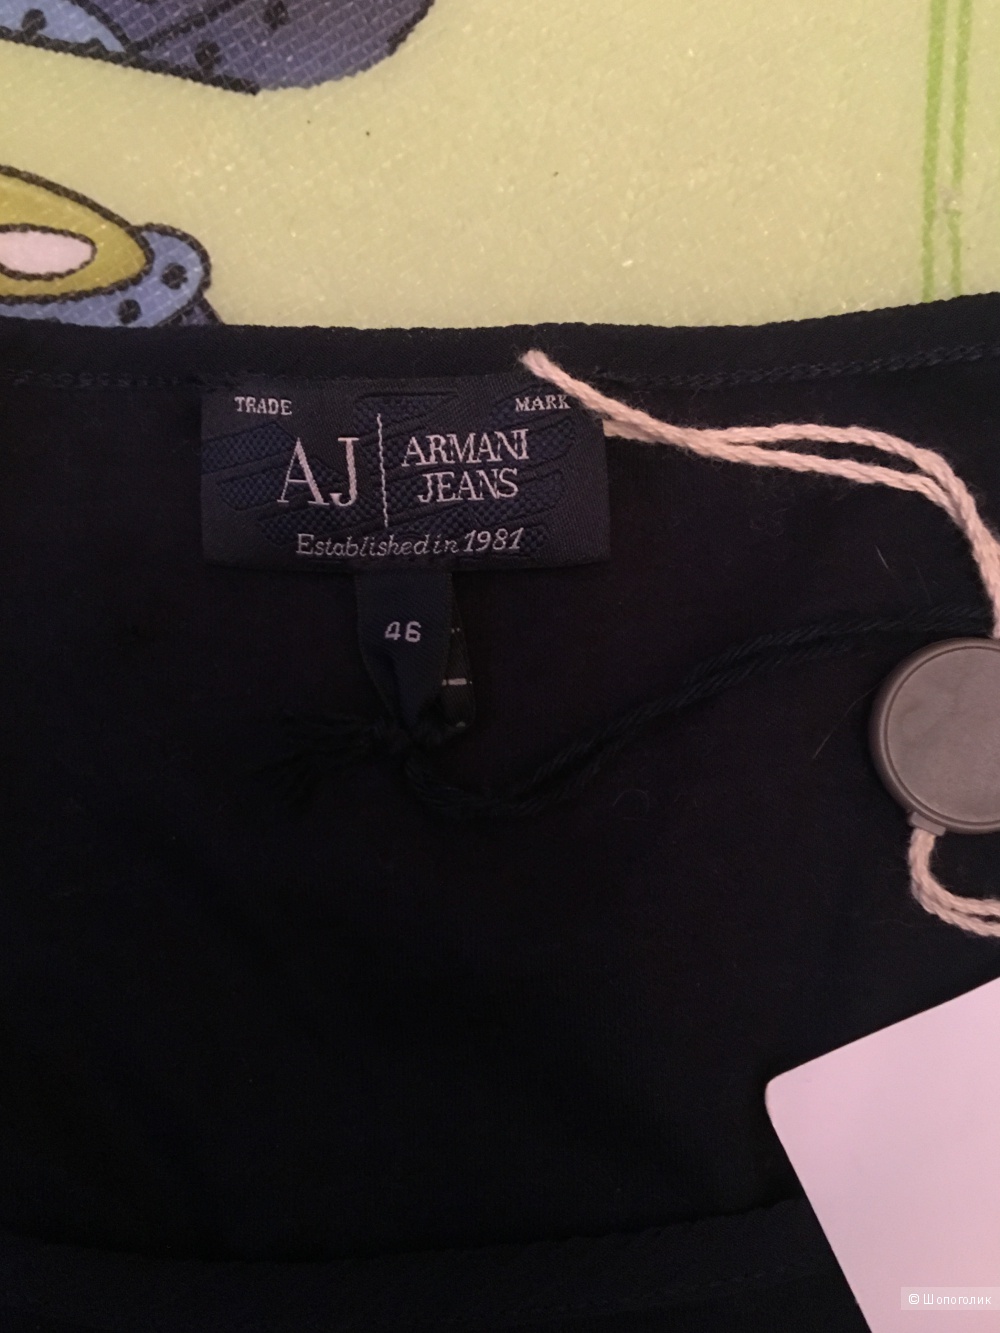 TRADE MARK
AJ ARMANI
JEANS
Established in 1981
46
© Шопоголик